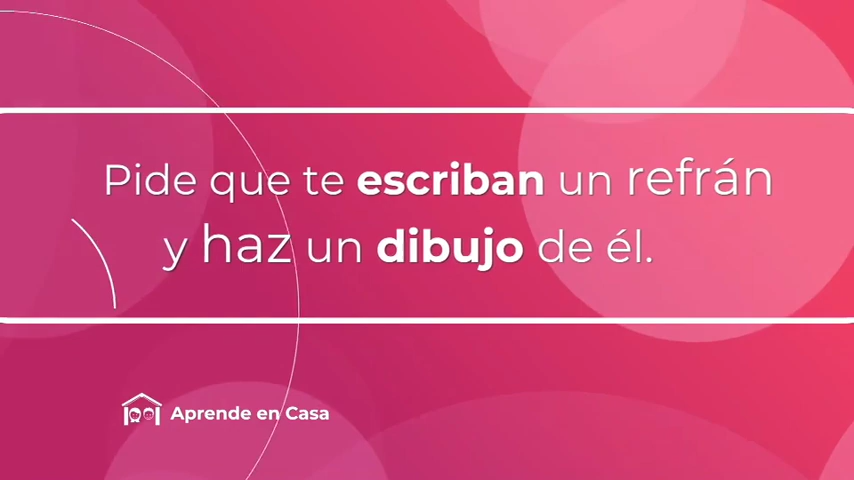 Pide que te escriban un refrán
y haz un dibujo de él.
Aprende en Casa